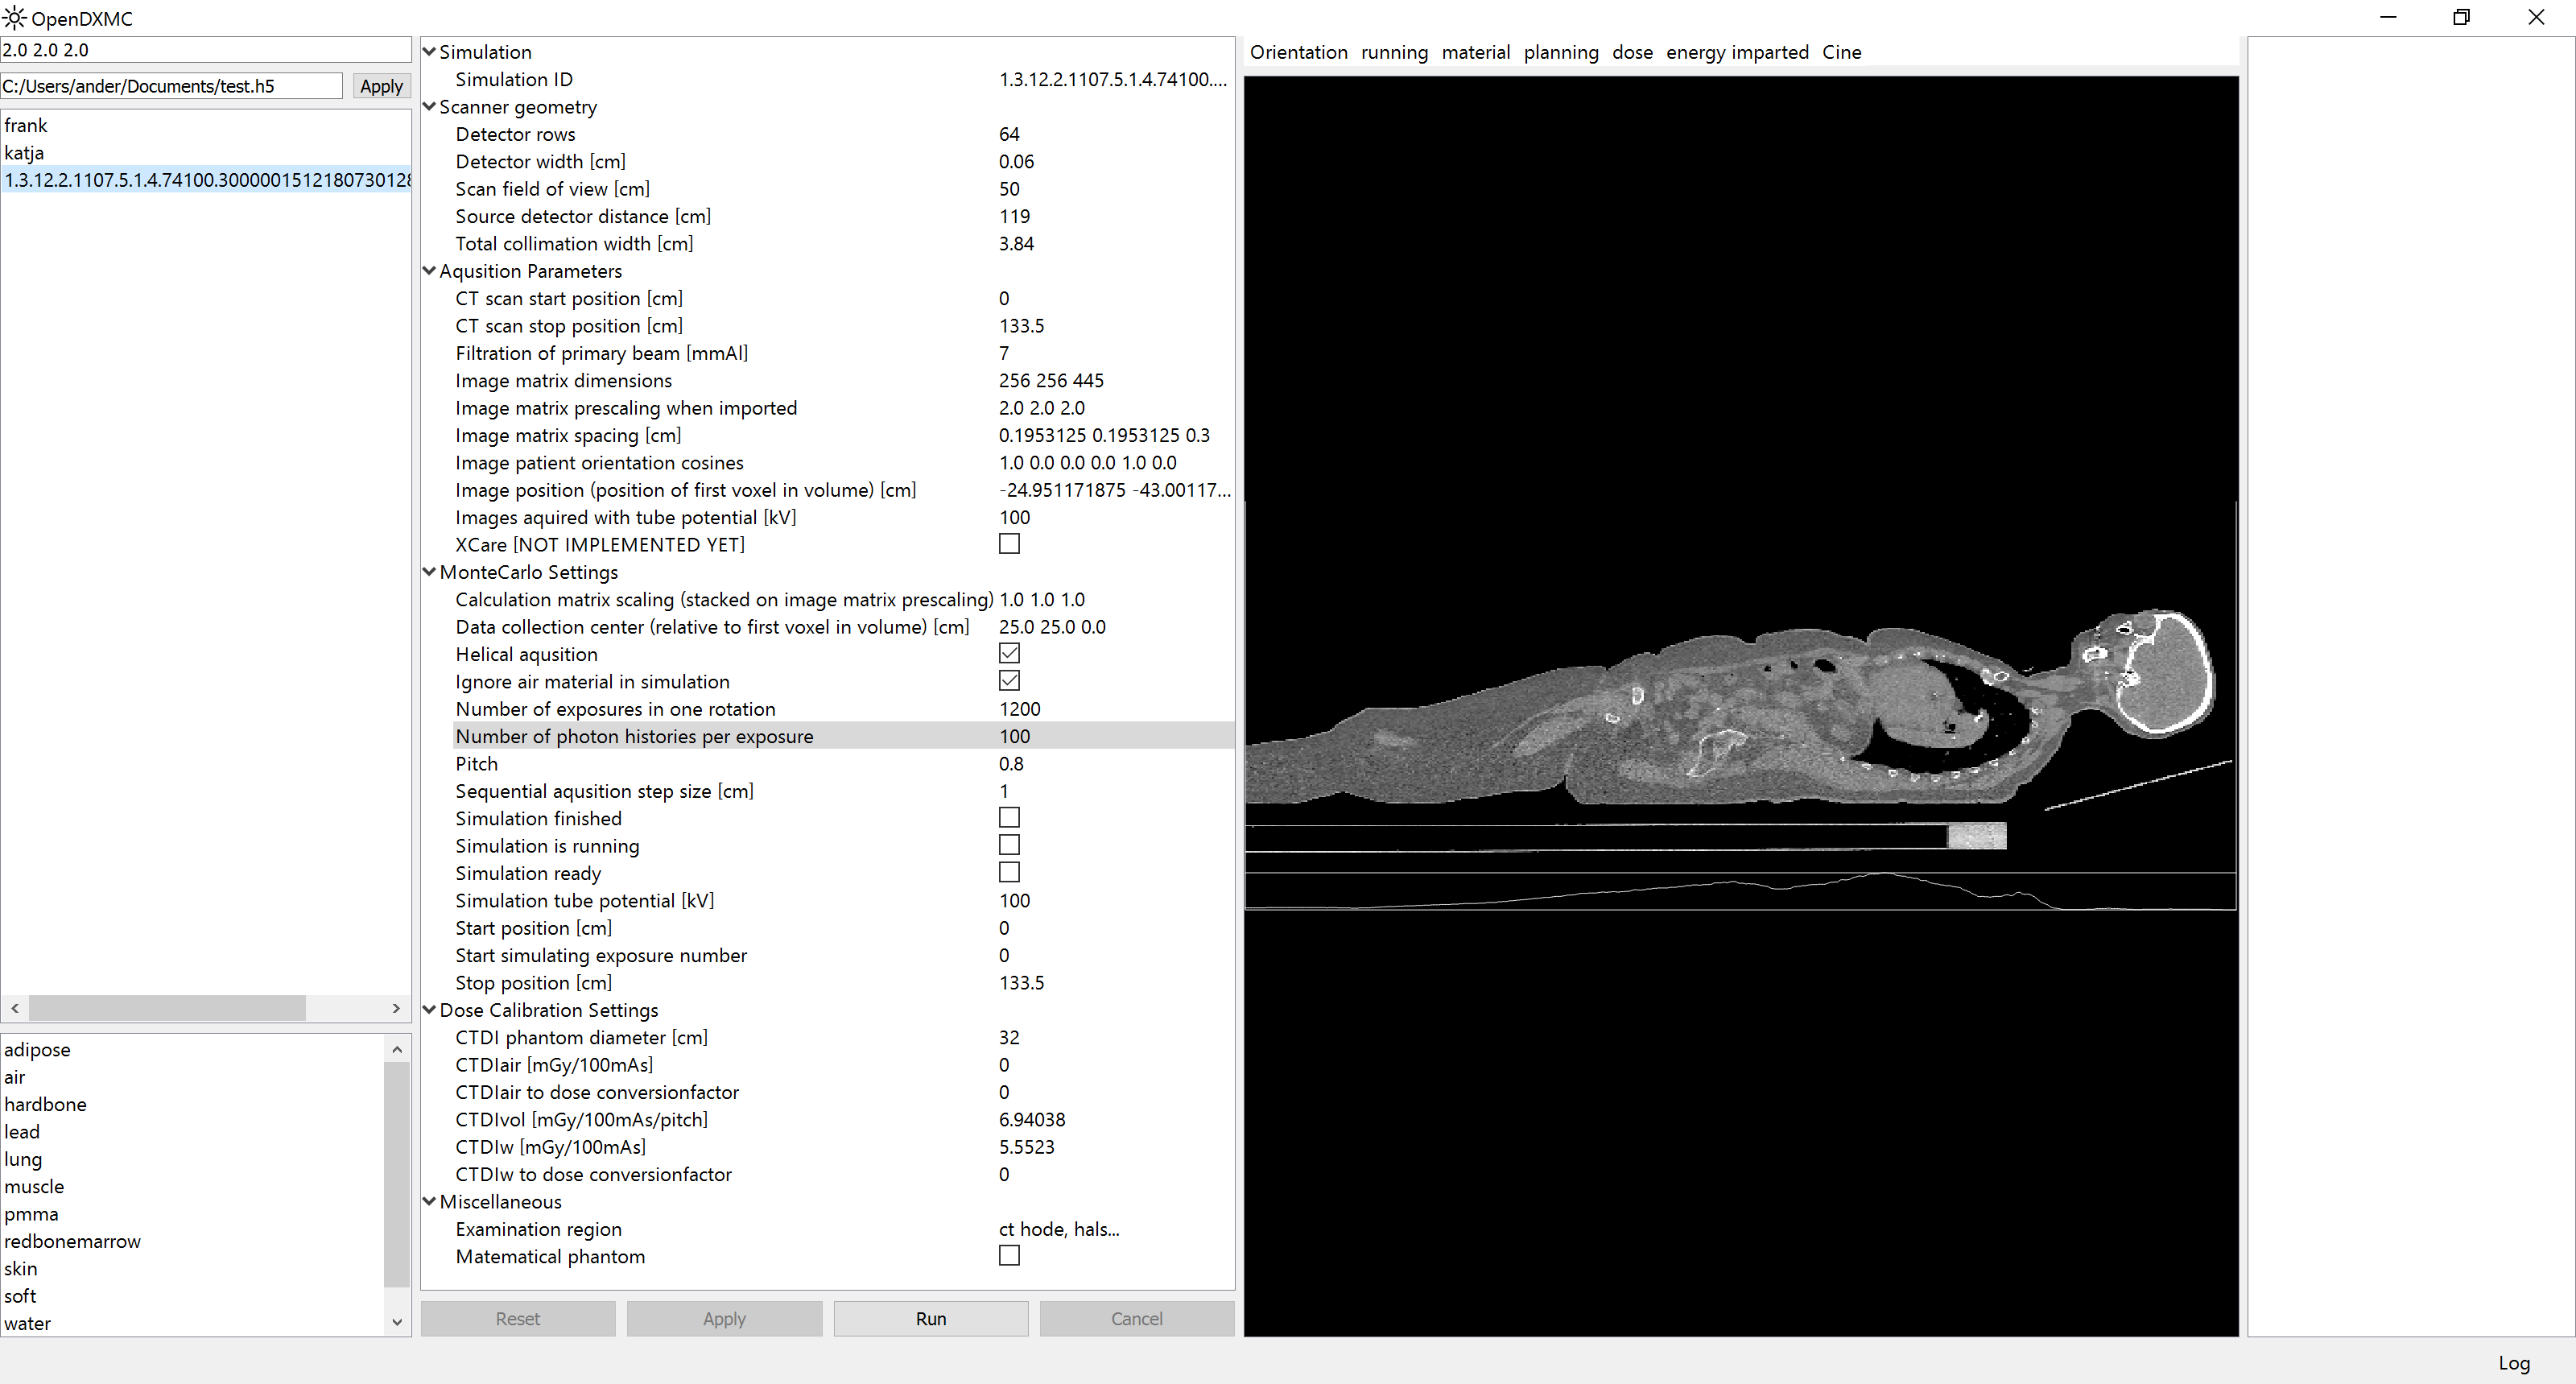 OpenDXMC
2.0 2.0 2.0
C:/Users/ander/Documents/test.h5 Apply
frank
katja
1.3.12.2.1107.5.1.4.74100.3000001512180730128
adipose
air
hardbone
lead
lung
muscle
pmma
redbonemarrow
skin
soft
water
Simulation
Simulation ID 1.3.12.2.1107.5.1.4.74100....
Scanner geometry
Detector rows 64
Detector width [cm] 0.06
Scan field of view [cm] 50
Source detector distance [cm] 119
Total collimation width [cm] 3.84
Aqusition Parameters
CT scan start position [cm] 0
CT scan stop position [cm] 133.5
Filtration of primary beam [mmAl] 7
Image matrix dimensions 256 256 445
Image matrix prescaling when imported 2.0 2.0 2.0
Image matrix spacing [cm] 0.1953125 0.1953125 0.3
Image patient orientation cosines 1.0 0.0 0.0 0.0 1.0 0.0
Image position (position of first voxel in volume) [cm] -24.951171875 -43.00117...
Images aquired with tube potential [kV] 100
XCare [NOT IMPLEMENTED YET]
MonteCarlo Settings
Calculation matrix scaling (stacked on image matrix prescaling) 1.0 1.0 1.0
Data collection center (relative to first voxel in volume) [cm] 25.0 25.0 0.0
Helical aqusition
Ignore air material in simulation
Number of exposures in one rotation 1200
Number of photon histories per exposure 100
Pitch 0.8
Sequential aqusition step size [cm] 1
Simulation finished
Simulation is running
Simulation ready
Simulation tube potential [kV] 100
Start position [cm] 0
Start simulating exposure number 0
Stop position [cm] 133.5
Dose Calibration Settings
CTDI phantom diameter [cm] 32
CTDIair [mGy/100mAs] 0
CTDIair to dose conversionfactor 0
CTDIvol [mGy/100mAs/pitch] 6.94038
CTDIw [mGy/100mAs] 5.5523
CTDIw to dose conversionfactor 0
Miscellaneous
Examination region ct hode, hals...
Matematical phantom
Reset Apply Run Cancel
Orientation running material planning dose energy imparted Cine
Log